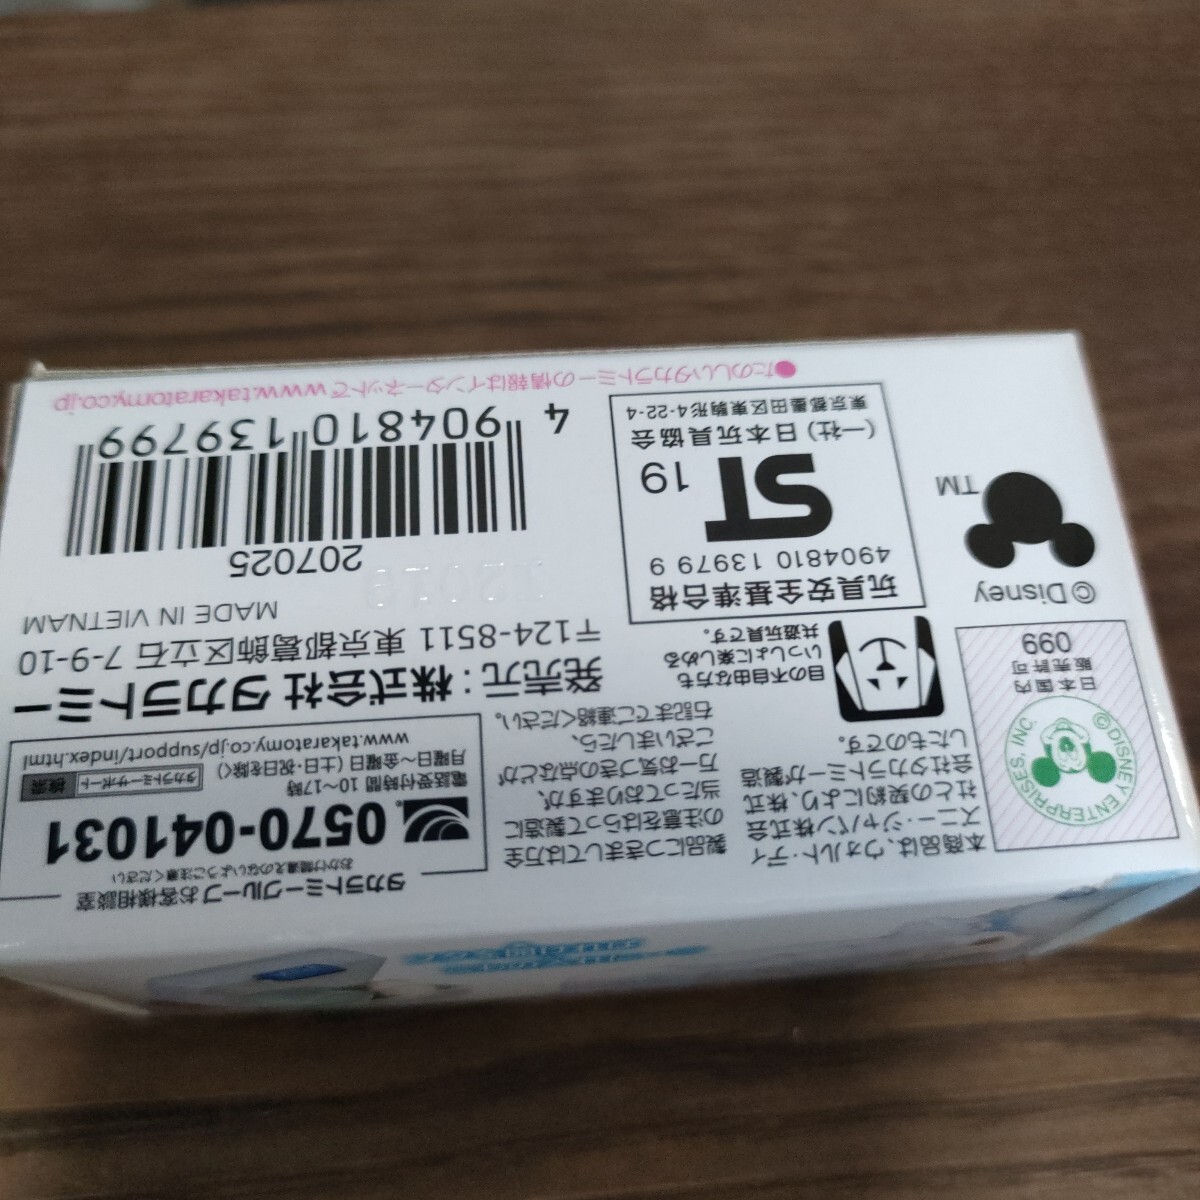 本商品は、ウォルト・ディ
ズニー・ジャパン株式会
社との契約により、株式
会社タカラトミーが製造
したものです。
©DISNEY ENTERPRISES, INC.
日本国内
販売許可
099
目の不自由な方も
いっしょに楽しめる
共遊玩具です。
製品につきましては万全
の注意をはらって製造に
当たっておりますが、
万一お気づきの点などが
ございましたら、
右記までご連絡ください。
タカラトミーグループお客様相談室
おかけ間違えのないようご注意ください
0570-041031
電話受付時間 10〜17時
月曜日〜金曜日（土・日・祝日を除く）
タカラトミーサポート 検索
www.takaratomy.co.jp/support/index.html
発売元：株式会社 タカラトミー
〒124-8511 東京都葛飾区立石 7-9-10
MADE IN VIETNAM
©Disney
TM
玩具安全基準合格
4904810 13979 9
ST
19
（一社）日本玩具協会
東京都墨田区東駒形4-22-4
207025
4 904810 139799
●たのしいタカラトミーの情報はインターネットで www.takaratomy.co.jp